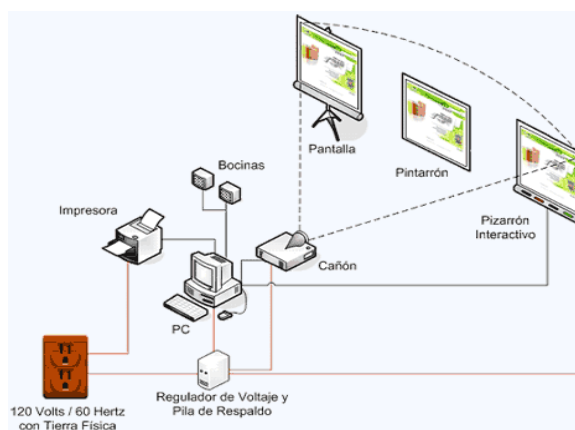 Pantalla
Pintarrón
Bocinas
Impresora
Pizarrón
Interactivo
Cañón
PC
Regulador de Voltaje y
Pila de Respaldo
120 Volts / 60 Hertz
con Tierra Física